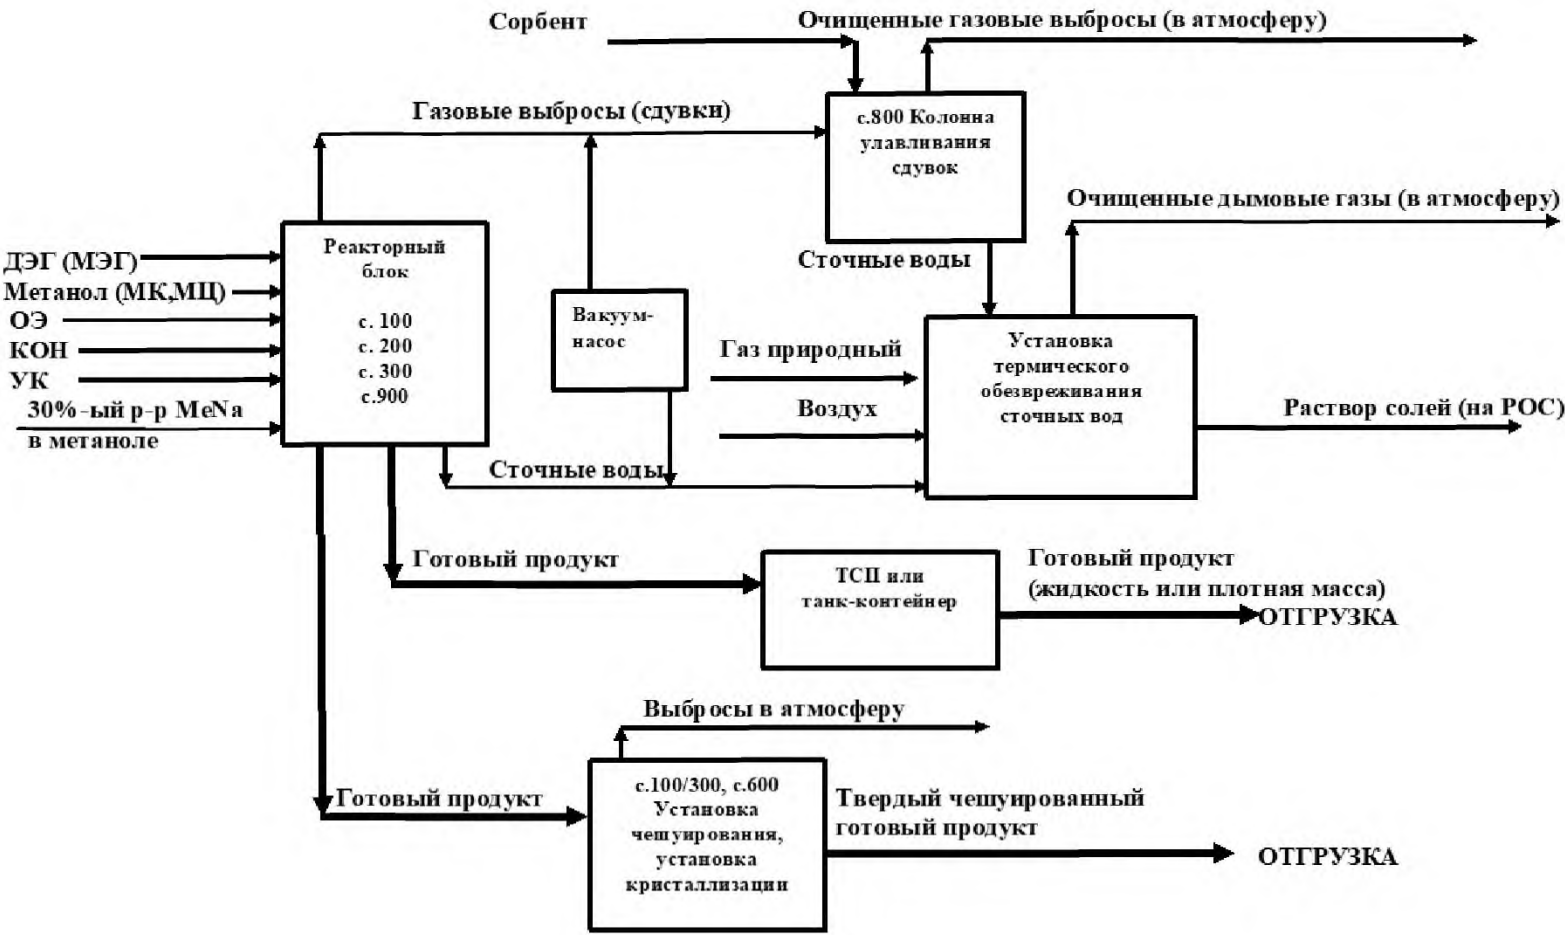 Сорбент
Очищенные газовые выбросы (в атмосферу)
Газовые выбросы (сдувки)
с.800 Колонна
улавливания
сдувок
Очищенные дымовые газы (в атмосферу)
Реакторный
блок
с. 100
с. 200
с. 300
с.900
ДЭГ (МЭГ)
Метанол (МК,МЦ)
ОЭ
КОН
УК
30%-ый р-р MeNa
в метаноле
Сточные воды
Вакуум-
насос
Газ природный
Воздух
Установка
термического
обезвреживания
сточных вод
Раствор солей (на РОС)
Сточные воды
Готовый продукт
ТСП или
танк-контейнер
Готовый продукт
(жидкость или плотная масса)
ОТГРУЗКА
Выбросы в атмосферу
Готовый продукт
с.100/300, с.600
Установка
чешуирования,
установка
кристаллизации
Твердый чешуированный
готовый продукт
ОТГРУЗКА